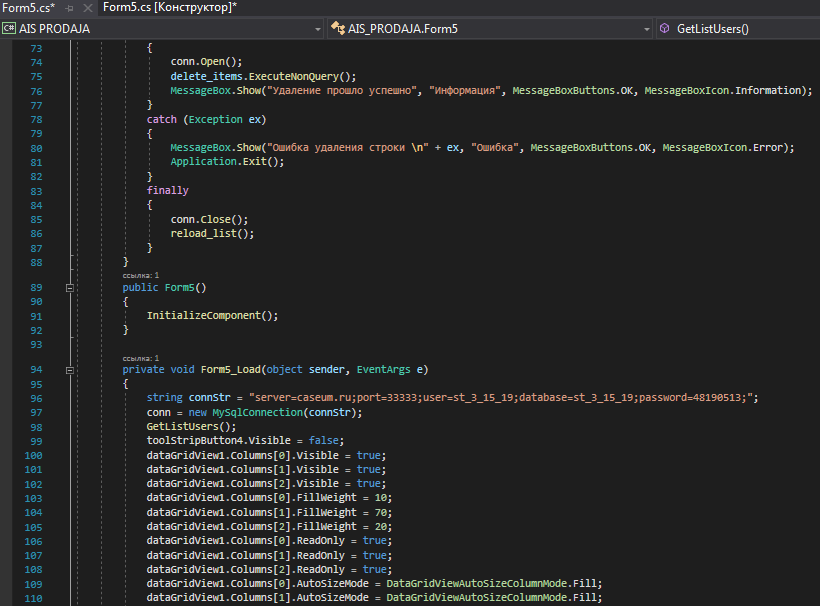 Form5.cs*
Form5.cs [Конструктор]*
C# AIS PRODAJA
AIS_PRODAJA.Form5
GetListUsers()
73 {
74 conn.Open();
75 delete_items.ExecuteNonQuery();
76 MessageBox.Show("Удаление прошло успешно", "Информация", MessageBoxButtons.OK, MessageBoxIcon.Information);
77 }
78 catch (Exception ex)
79 {
80 MessageBox.Show("Ошибка удаления строки \n" + ex, "Ошибка", MessageBoxButtons.OK, MessageBoxIcon.Error);
81 Application.Exit();
82 }
83 finally
84 {
85 conn.Close();
86 reload_list();
87 }
88 }
ссылка: 1
89 public Form5()
90 {
91 InitializeComponent();
92 }
93
ссылка: 1
94 private void Form5_Load(object sender, EventArgs e)
95 {
96 string connStr = "server=caseum.ru;port=33333;user=st_3_15_19;database=st_3_15_19;password=48190513;";
97 conn = new MySqlConnection(connStr);
98 GetListUsers();
99 toolStripButton4.Visible = false;
100 dataGridView1.Columns[0].Visible = true;
101 dataGridView1.Columns[1].Visible = true;
102 dataGridView1.Columns[2].Visible = true;
103 dataGridView1.Columns[0].FillWeight = 10;
104 dataGridView1.Columns[1].FillWeight = 70;
105 dataGridView1.Columns[2].FillWeight = 20;
106 dataGridView1.Columns[0].ReadOnly = true;
107 dataGridView1.Columns[1].ReadOnly = true;
108 dataGridView1.Columns[2].ReadOnly = true;
109 dataGridView1.Columns[0].AutoSizeMode = DataGridViewAutoSizeColumnMode.Fill;
110 dataGridView1.Columns[1].AutoSizeMode = DataGridViewAutoSizeColumnMode.Fill;